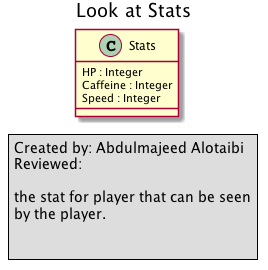 Look at Stats
C Stats
HP : Integer
Caffeine : Integer
Speed : Integer
Created by: Abdulmajeed Alotaibi
Reviewed:
the stat for player that can be seen
by the player.